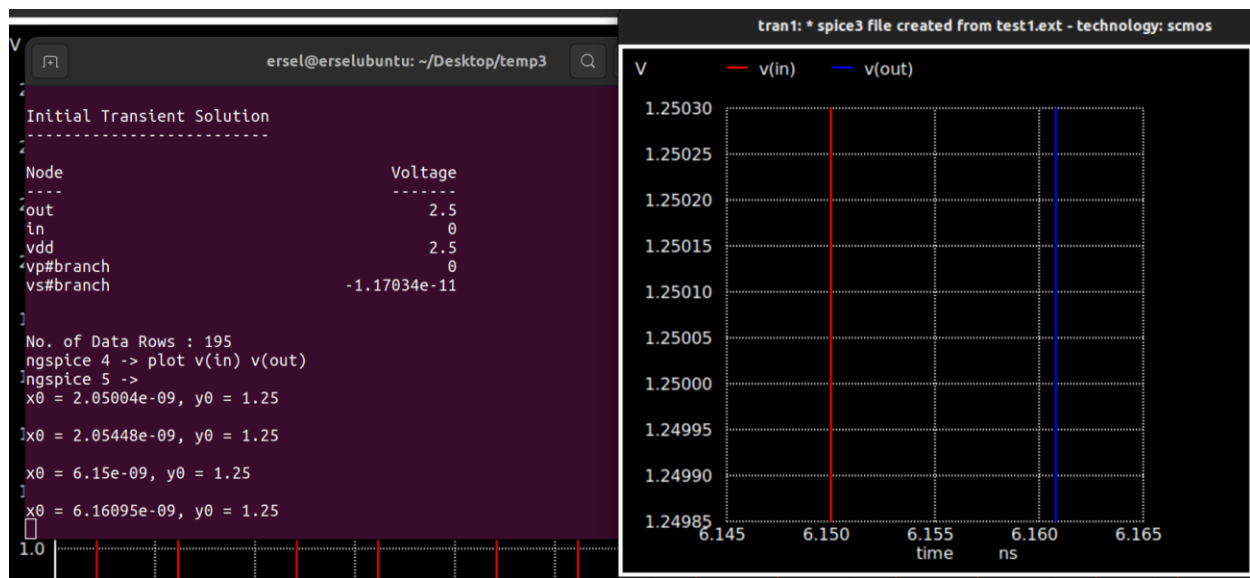 V
ersel@erselubuntu: ~/Desktop/temp3
Initial Transient Solution
--------------------------
Node Voltage
---- -------
out 2.5
in 0
vdd 2.5
vp#branch 0
vs#branch -1.17034e-11
No. of Data Rows : 195
ngspice 4 -> plot v(in) v(out)
ngspice 5 ->
x0 = 2.05004e-09, y0 = 1.25
x0 = 2.05448e-09, y0 = 1.25
x0 = 6.15e-09, y0 = 1.25
x0 = 6.16095e-09, y0 = 1.25
1.0
tran1: * spice3 file created from test1.ext - technology: scmos
V v(in) v(out)
1.25030
1.25025
1.25020
1.25015
1.25010
1.25005
1.25000
1.24995
1.24990
1.24985
6.145 6.150 6.155 6.160 6.165
time ns